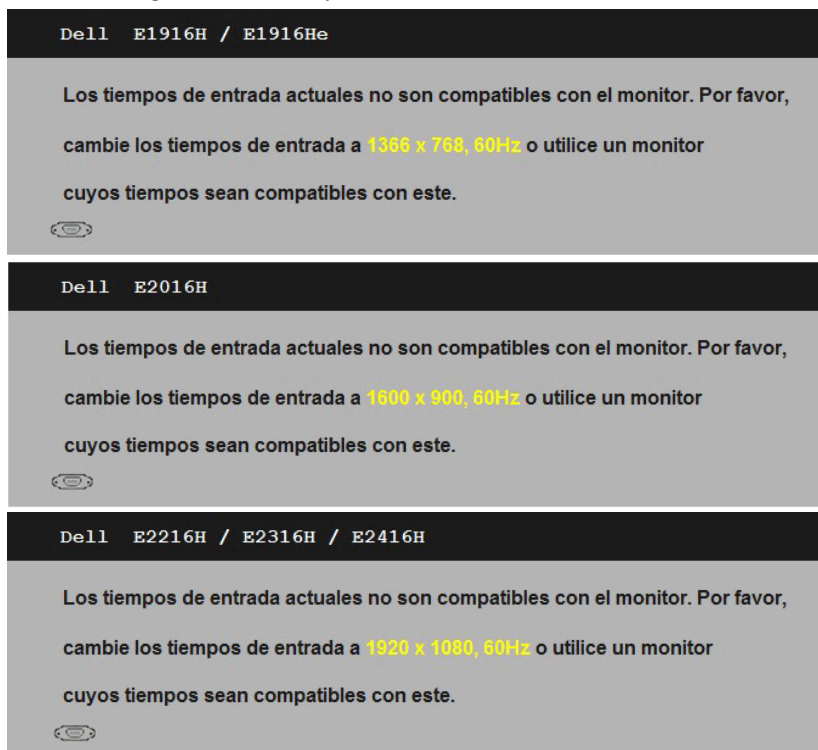 Dell E1916H / E1916He
Los tiempos de entrada actuales no son compatibles con el monitor. Por favor,
cambie los tiempos de entrada a 1366 x 768, 60Hz o utilice un monitor
cuyos tiempos sean compatibles con este.
Dell E2016H
Los tiempos de entrada actuales no son compatibles con el monitor. Por favor,
cambie los tiempos de entrada a 1600 x 900, 60Hz o utilice un monitor
cuyos tiempos sean compatibles con este.
Dell E2216H / E2316H / E2416H
Los tiempos de entrada actuales no son compatibles con el monitor. Por favor,
cambie los tiempos de entrada a 1920 x 1080, 60Hz o utilice un monitor
cuyos tiempos sean compatibles con este.